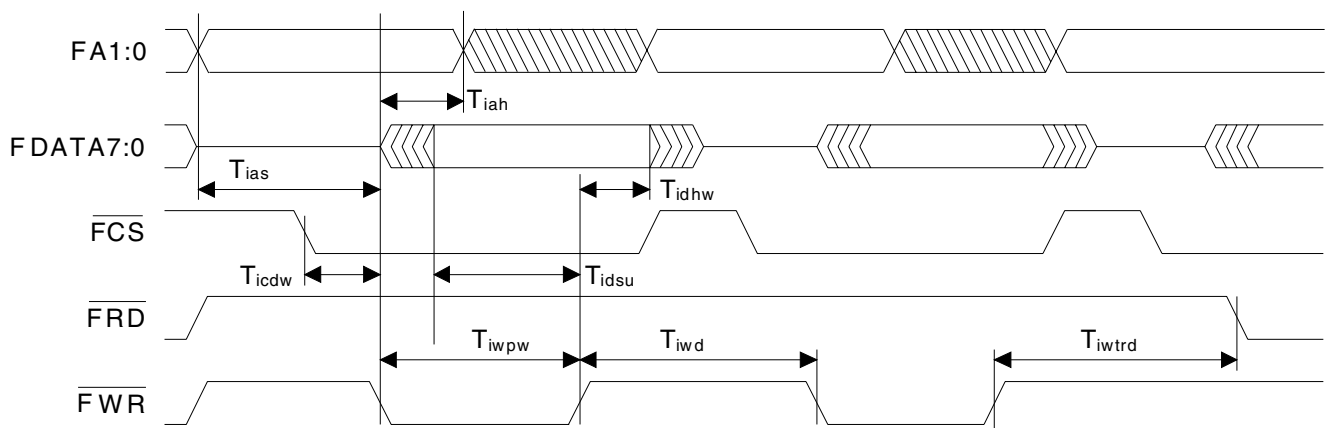 FA1:0
Tiah
FDATA7:0
Tias
Tidhw
FCS
Ticdw
Tidsu
FRD
Tiwpw
Tiwd
Tiwtrd
FWR